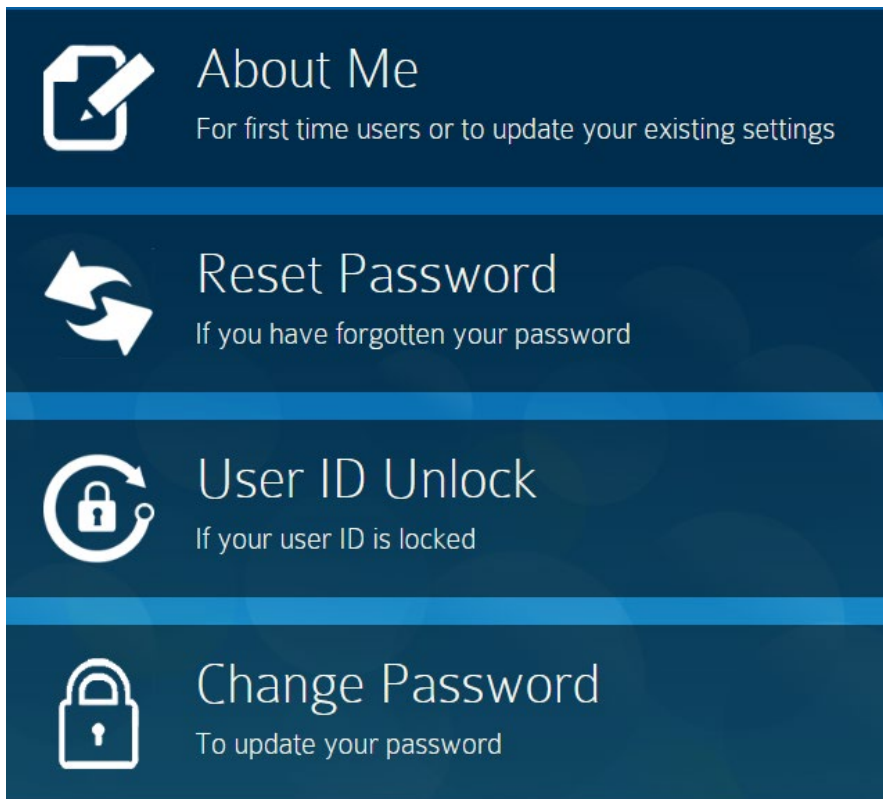 About Me
For first time users or to update your existing settings
Reset Password
If you have forgotten your password
User ID Unlock
If your user ID is locked
Change Password
To update your password